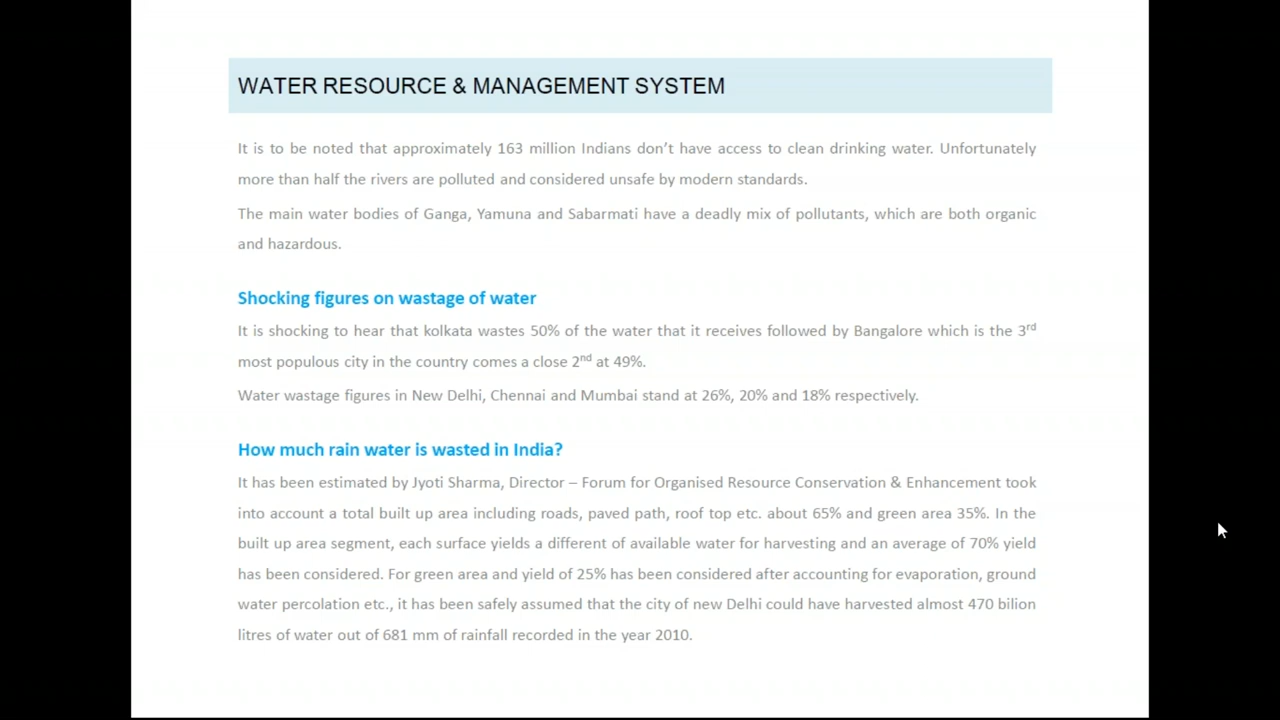 WATER RESOURCE & MANAGEMENT SYSTEM
It is to be noted that approximately 163 million Indians don’t have access to clean drinking water. Unfortunately
more than half the rivers are polluted and considered unsafe by modern standards.
The main water bodies of Ganga, Yamuna and Sabarmati have a deadly mix of pollutants, which are both organic
and hazardous.
Shocking figures on wastage of water
It is shocking to hear that kolkata wastes 50% of the water that it receives followed by Bangalore which is the 3rd
most populous city in the country comes a close 2nd at 49%.
Water wastage figures in New Delhi, Chennai and Mumbai stand at 26%, 20% and 18% respectively.
How much rain water is wasted in India?
It has been estimated by Jyoti Sharma, Director – Forum for Organised Resource Conservation & Enhancement took
into account a total built up area including roads, paved path, roof top etc. about 65% and green area 35%. In the
built up area segment, each surface yields a different of available water for harvesting and an average of 70% yield
has been considered. For green area and yield of 25% has been considered after accounting for evaporation, ground
water percolation etc., it has been safely assumed that the city of new Delhi could have harvested almost 470 bilion
litres of water out of 681 mm of rainfall recorded in the year 2010.